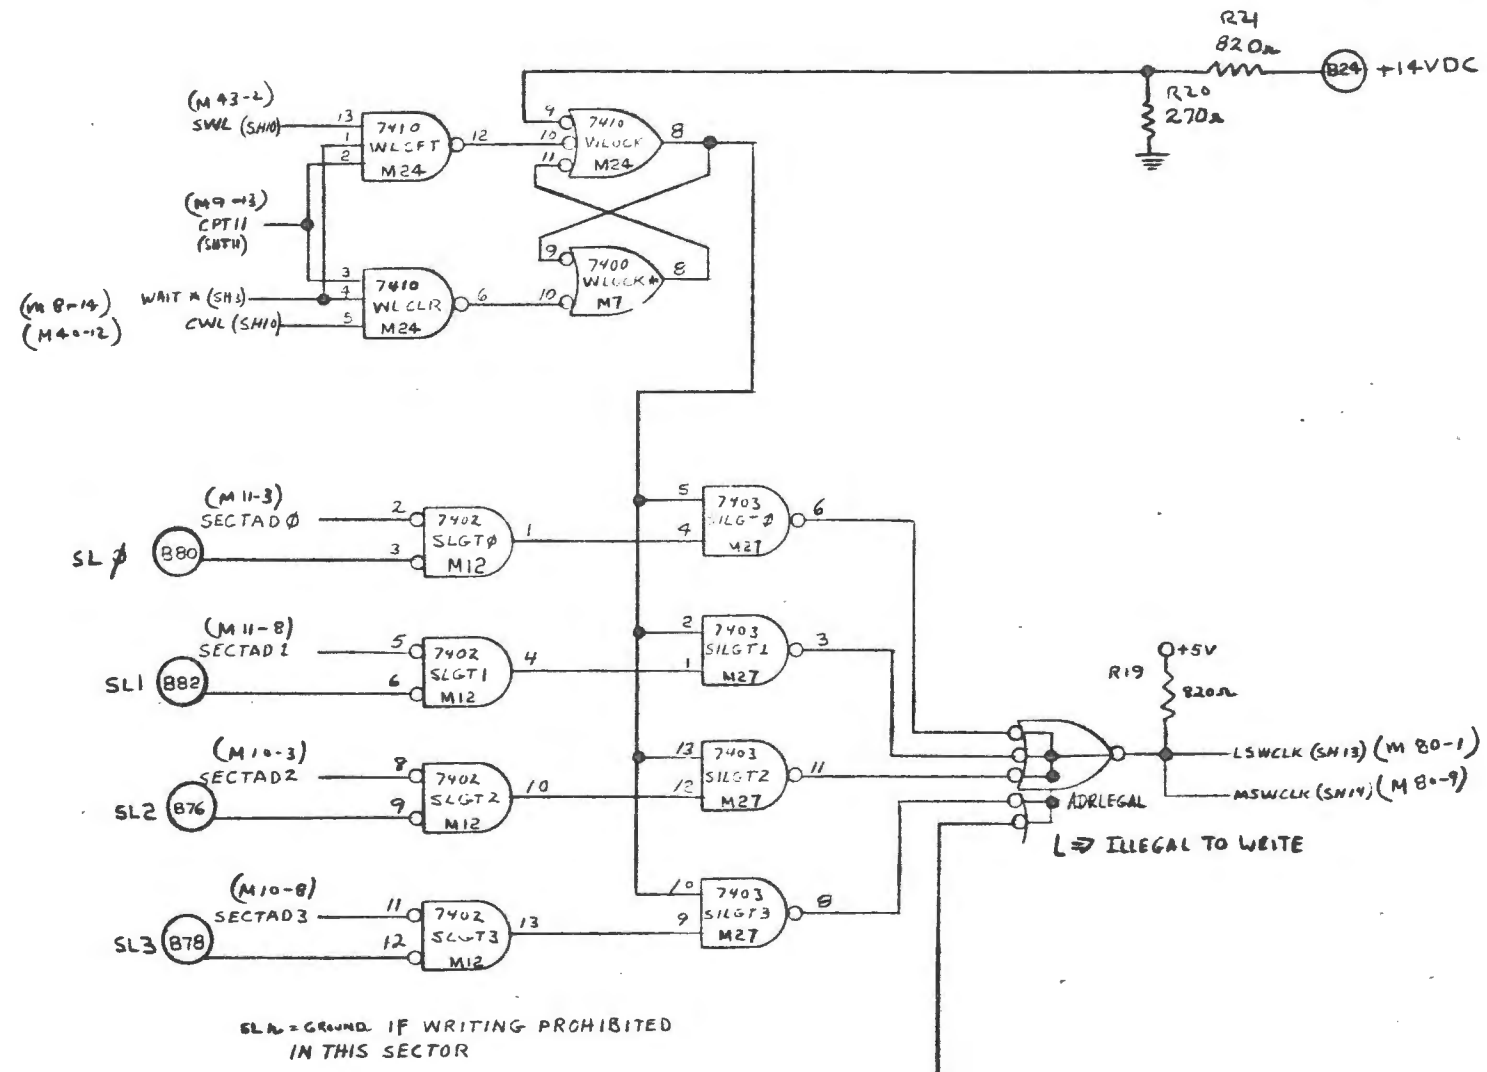 R21
820Ω
B24 +14VDC
R20
270Ω
(M43-2)
SWL (SH10)
13
1
2
7410
M24
12
9
10
11
7410
WLOCK
M24
8
(M9-13)
CPT11
(SHT11)
(M8-14)
WAIT * (SH3)
(M40-12)
CWL (SH10)
3
4
5
7410
WLCLR
M24
6
9
10
7400
WLOCK*
M7
8
(M11-3)
SECTADØ
SLØ B80
2
3
7402
SLGTØ
M12
1
5
4
7403
SILGTØ
M27
6
(M11-8)
SECTAD1
SL1 B82
5
6
7402
SLGT1
M12
4
2
1
7403
SILGT1
M27
3
(M10-3)
SECTAD2
SL2 B76
8
9
7402
SLGT2
M12
10
13
12
7403
SILGT2
M27
11
(M10-8)
SECTAD3
SL3 B78
11
12
7402
SLGT3
M12
13
10
9
7403
SILGT3
M27
8
+5V
R19
820Ω
LSWCLK (SH13) (M80-1)
MSWCLK (SH14) (M80-9)
ADRLEGAL
L⇒ ILLEGAL TO WRITE
SLn = GROUND IF WRITING PROHIBITED
IN THIS SECTOR